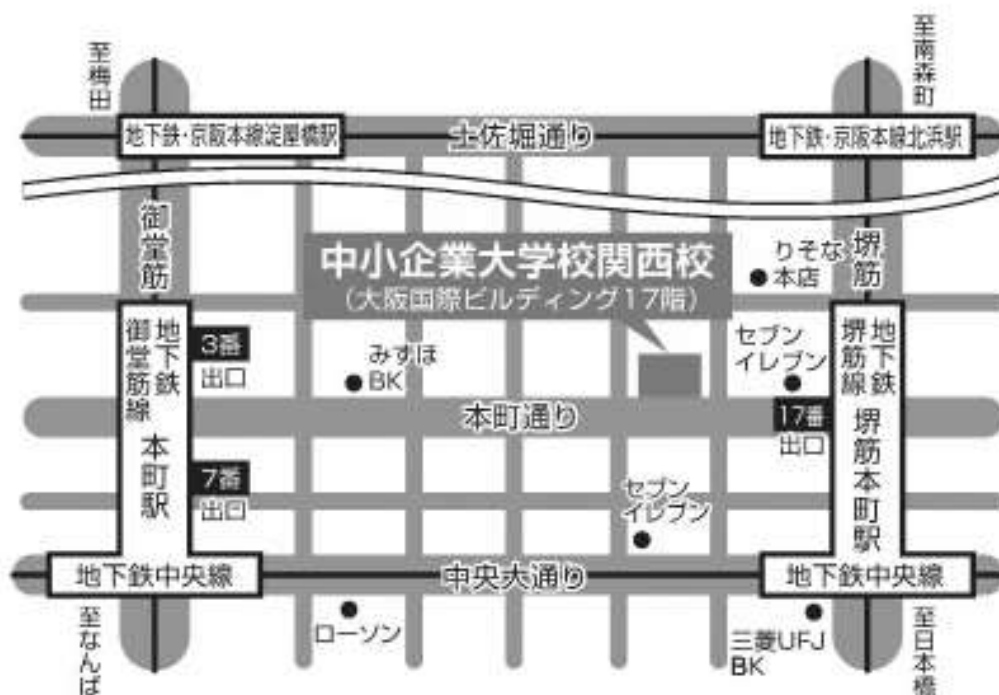 至梅田
至南森町
地下鉄・京阪本線淀屋橋駅
土佐堀通り
地下鉄・京阪本線北浜駅
御堂筋
堺筋
中小企業大学校関西校
(大阪国際ビルディング17階)
りそな
本店
地下鉄
御堂筋線
本町駅
3番
出口
みずほ
BK
セブン
イレブン
地下鉄
堺筋線
堺筋本町駅
本町通り
17番
出口
7番
出口
セブン
イレブン
地下鉄中央線
中央大通り
地下鉄中央線
至なんば
ローソン
三菱UFJ
BK
至日本橋